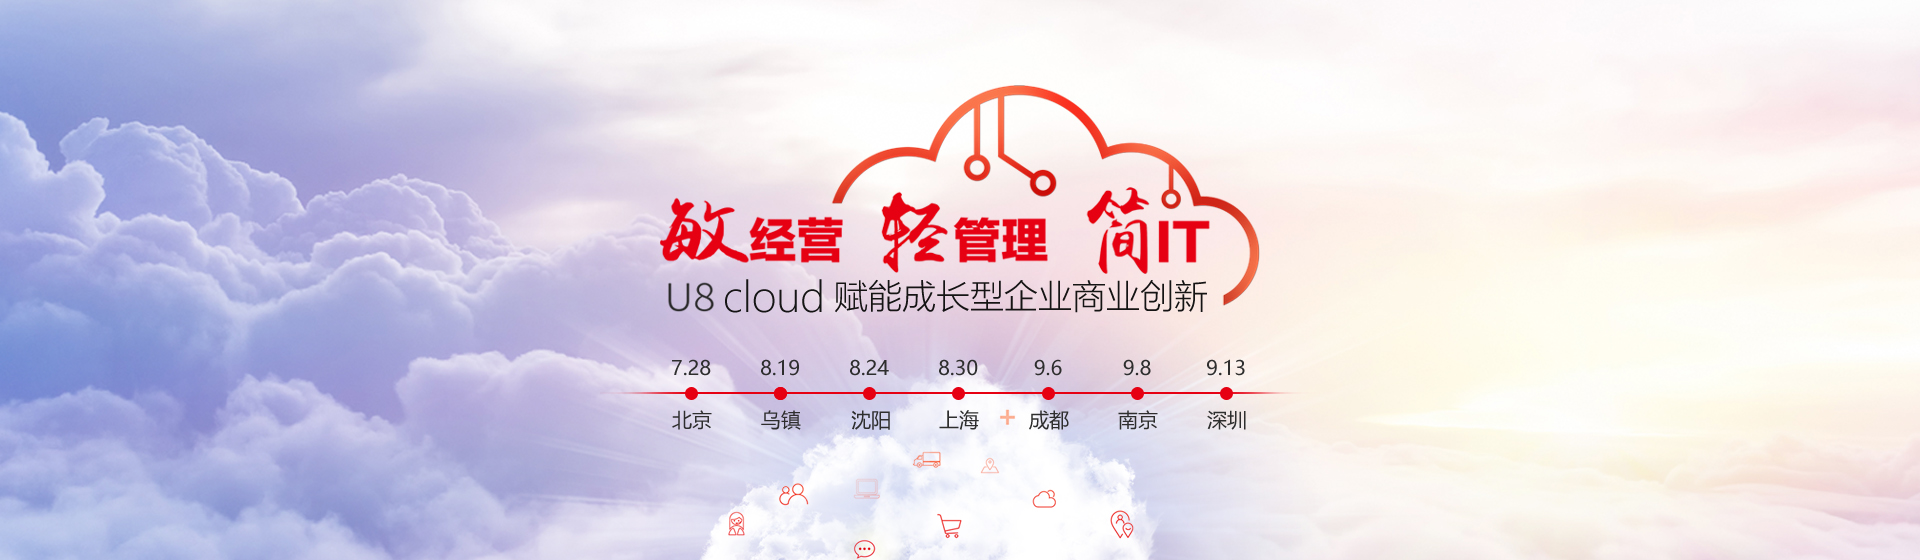 敏经营 轻管理 简IT
U8 cloud 赋能成长型企业商业创新
7.28 8.19 8.24 8.30 9.6 9.8 9.13
北京 乌镇 沈阳 上海 成都 南京 深圳